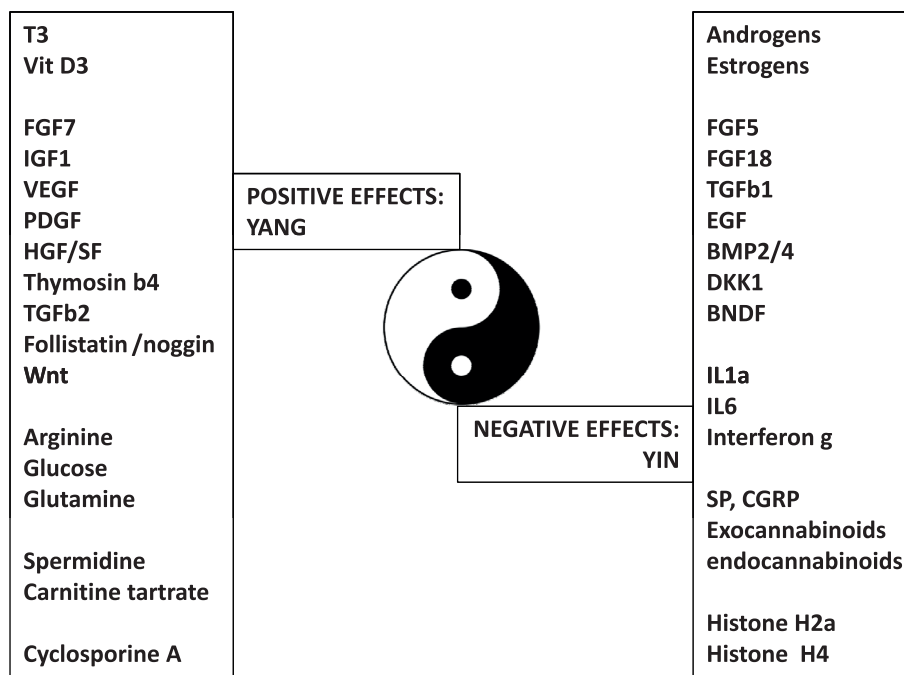 T3
Vit D3
FGF7
IGF1
VEGF
PDGF
HGF/SF
Thymosin b4
TGFb2
Follistatin /noggin
Wnt
Arginine
Glucose
Glutamine
Spermidine
Carnitine tartrate
Cyclosporine A
POSITIVE EFFECTS:
YANG
NEGATIVE EFFECTS:
YIN
Androgens
Estrogens
FGF5
FGF18
TGFb1
EGF
BMP2/4
DKK1
BNDF
IL1a
IL6
Interferon g
SP, CGRP
Exocannabinoids
endocannabinoids
Histone H2a
Histone H4